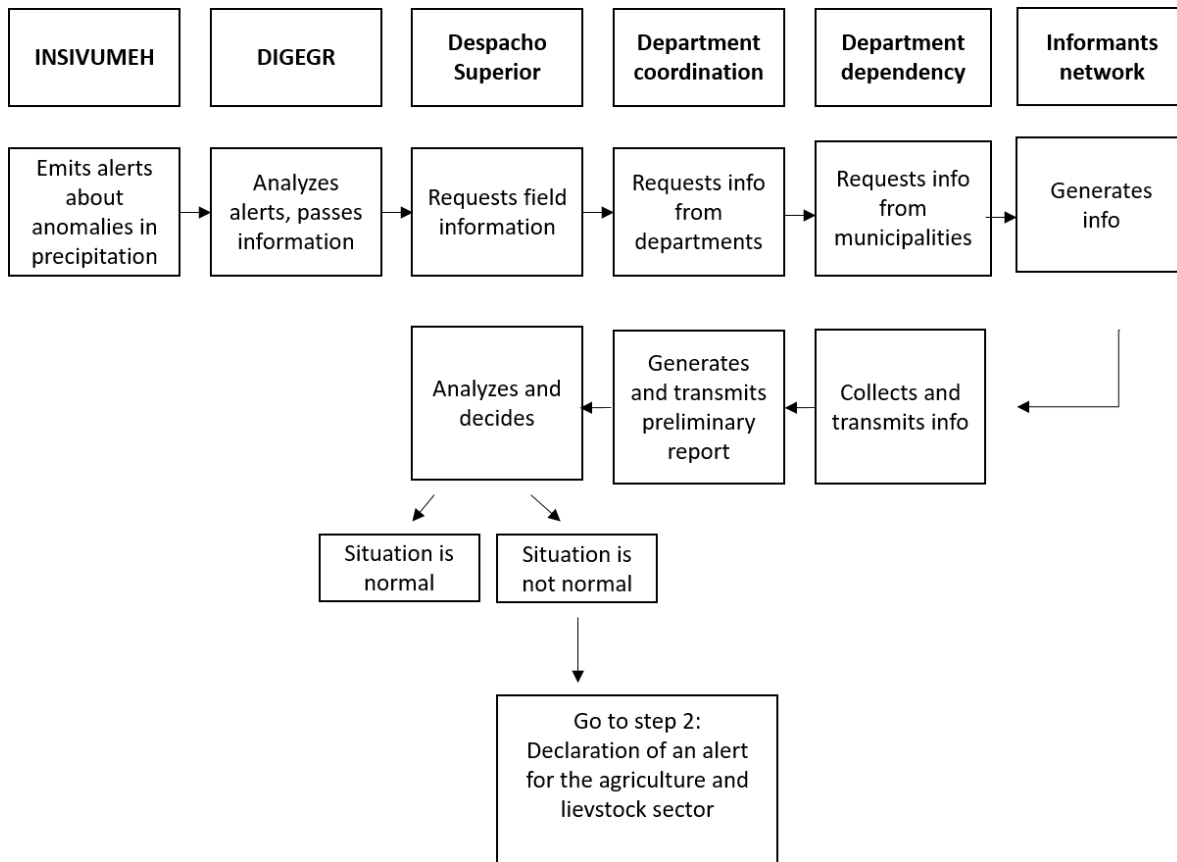 INSIVUMEH
DIGEGR
Despacho
Superior
Department
coordination
Department
dependency
Informants
network
Emits alerts
about
anomalies in
precipitation
Analyzes
alerts, passes
information
Requests field
information
Requests info
from
departments
Requests info
from
municipalities
Generates
info
Analyzes and
decides
Generates
and transmits
preliminary
report
Collects and
transmits info
Situation is
normal
Situation is
not normal
Go to step 2:
Declaration of an alert
for the agriculture and
lievstock sector